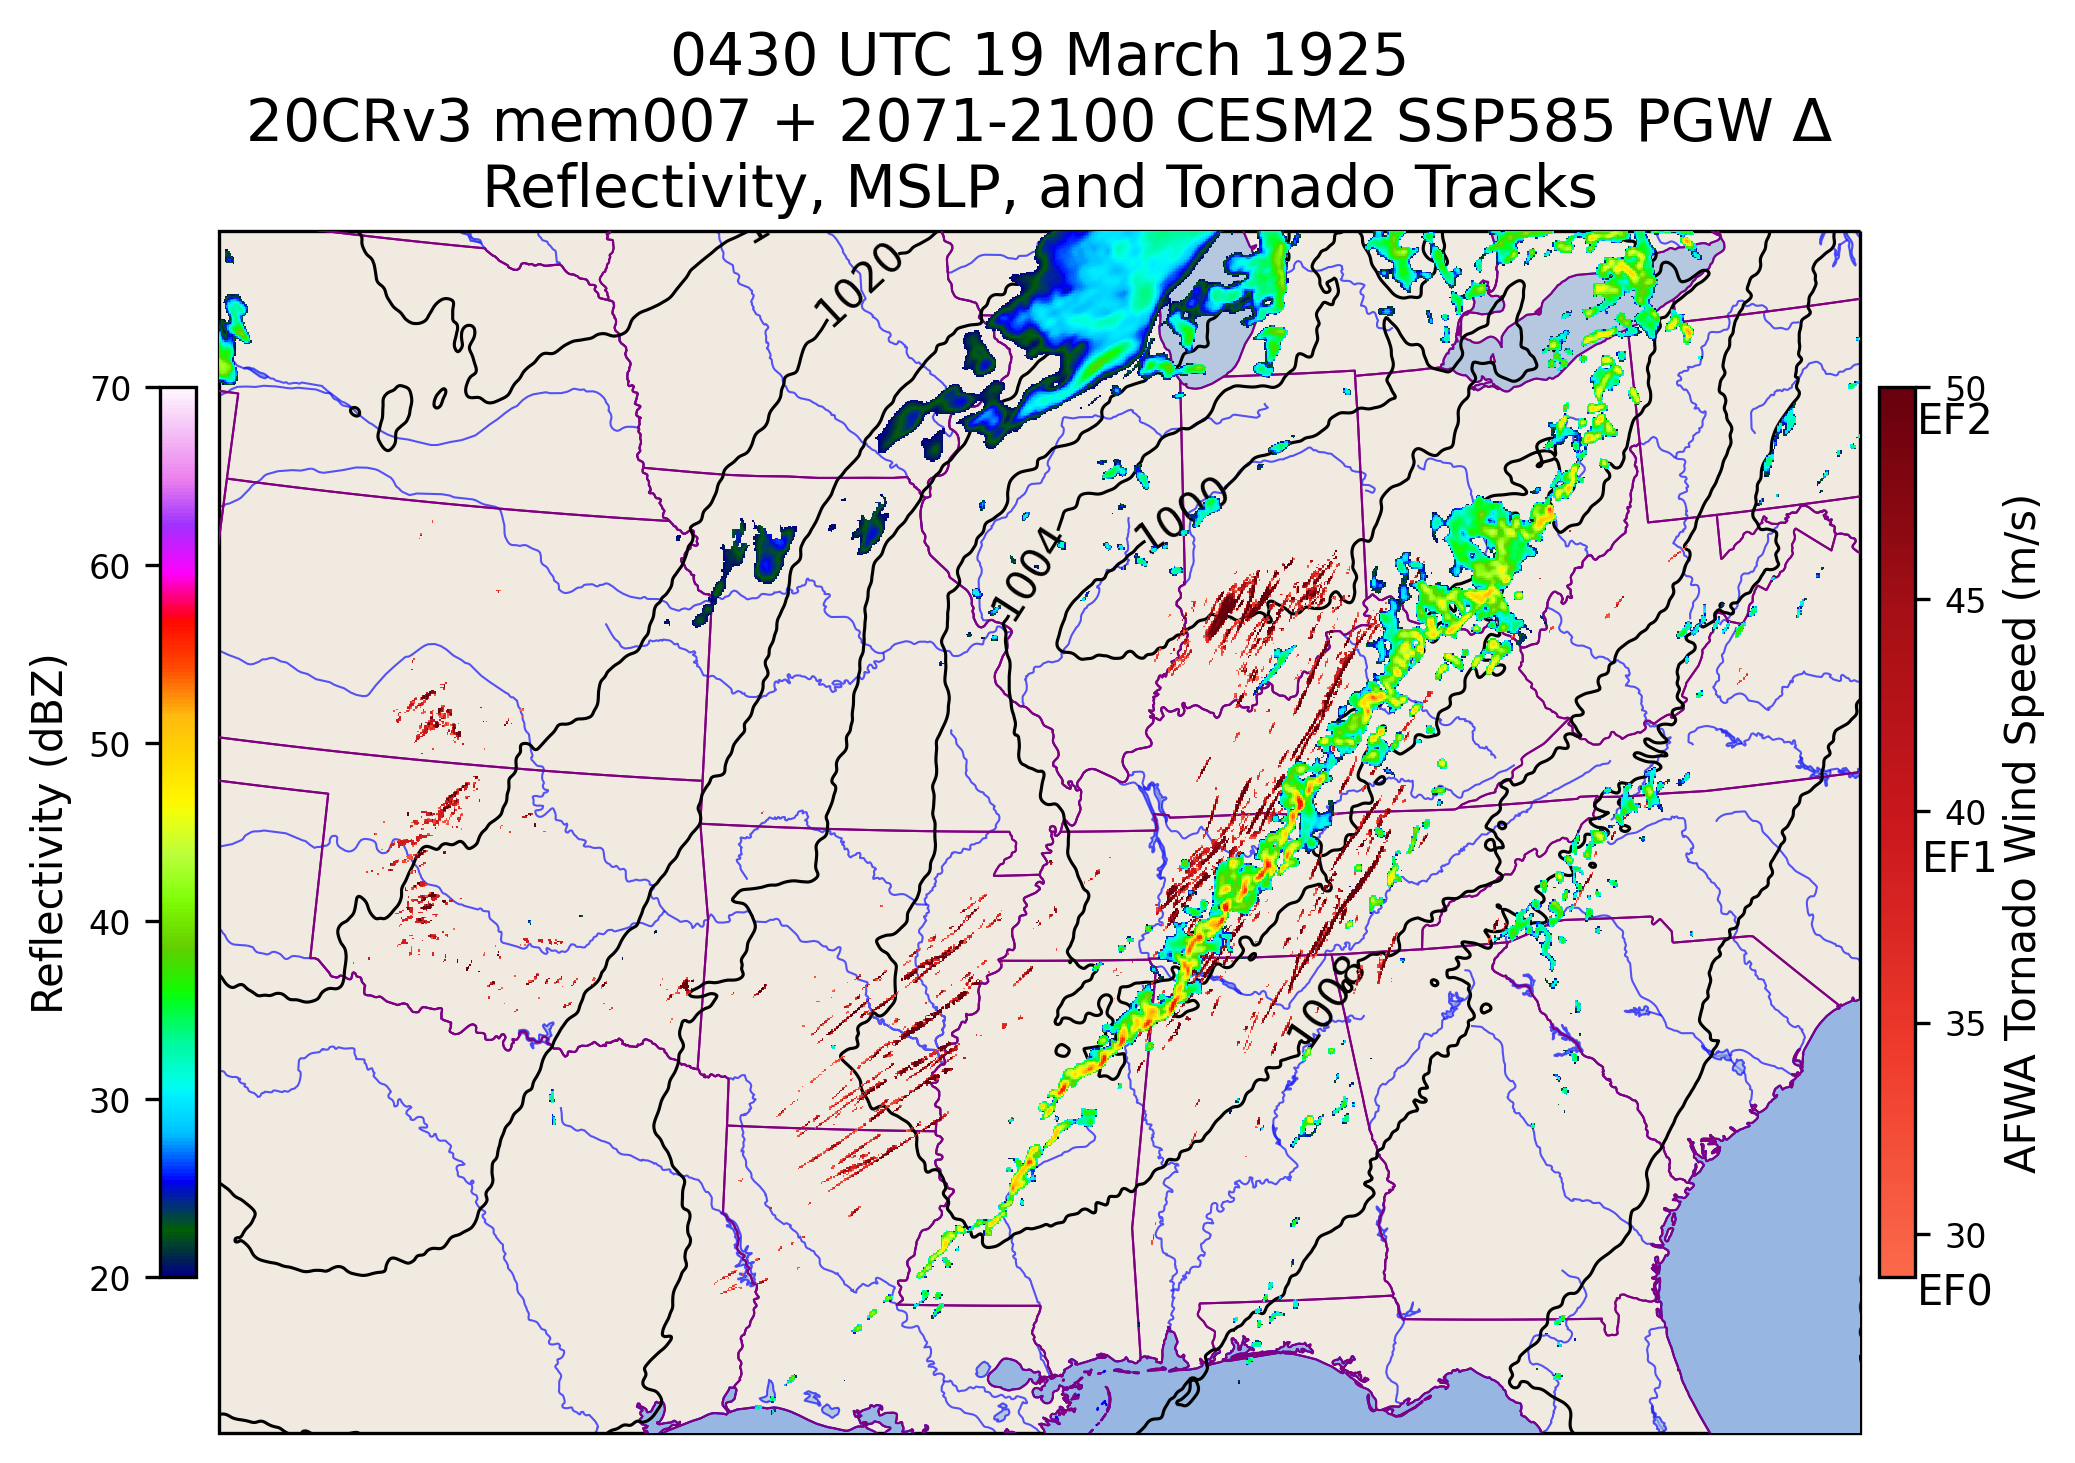 0430 UTC 19 March 1925
20CRv3 mem007 + 2071-2100 CESM2 SSP585 PGW Δ
Reflectivity, MSLP, and Tornado Tracks
Reflectivity (dBZ)
70
60
50
40
30
20
1020
1000
1004
1008
50
EF2
45
40
EF1
35
30
EF0
AFWA Tornado Wind Speed (m/s)